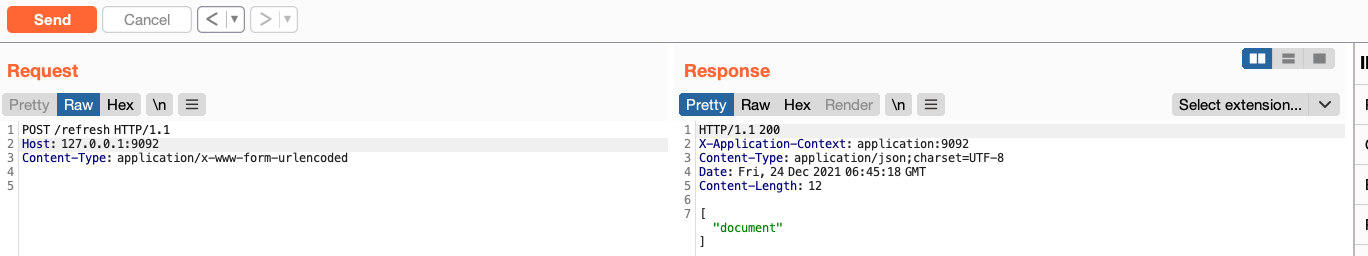 Send Cancel < ▼ > ▼
Request
Pretty Raw Hex \n ≡
1 POST /refresh HTTP/1.1
2 Host: 127.0.0.1:9092
3 Content-Type: application/x-www-form-urlencoded
4
5
Response
Pretty Raw Hex Render \n ≡ Select extension...
1 HTTP/1.1 200
2 X-Application-Context: application:9092
3 Content-Type: application/json;charset=UTF-8
4 Date: Fri, 24 Dec 2021 06:45:18 GMT
5 Content-Length: 12
6
7 [
"document"
]